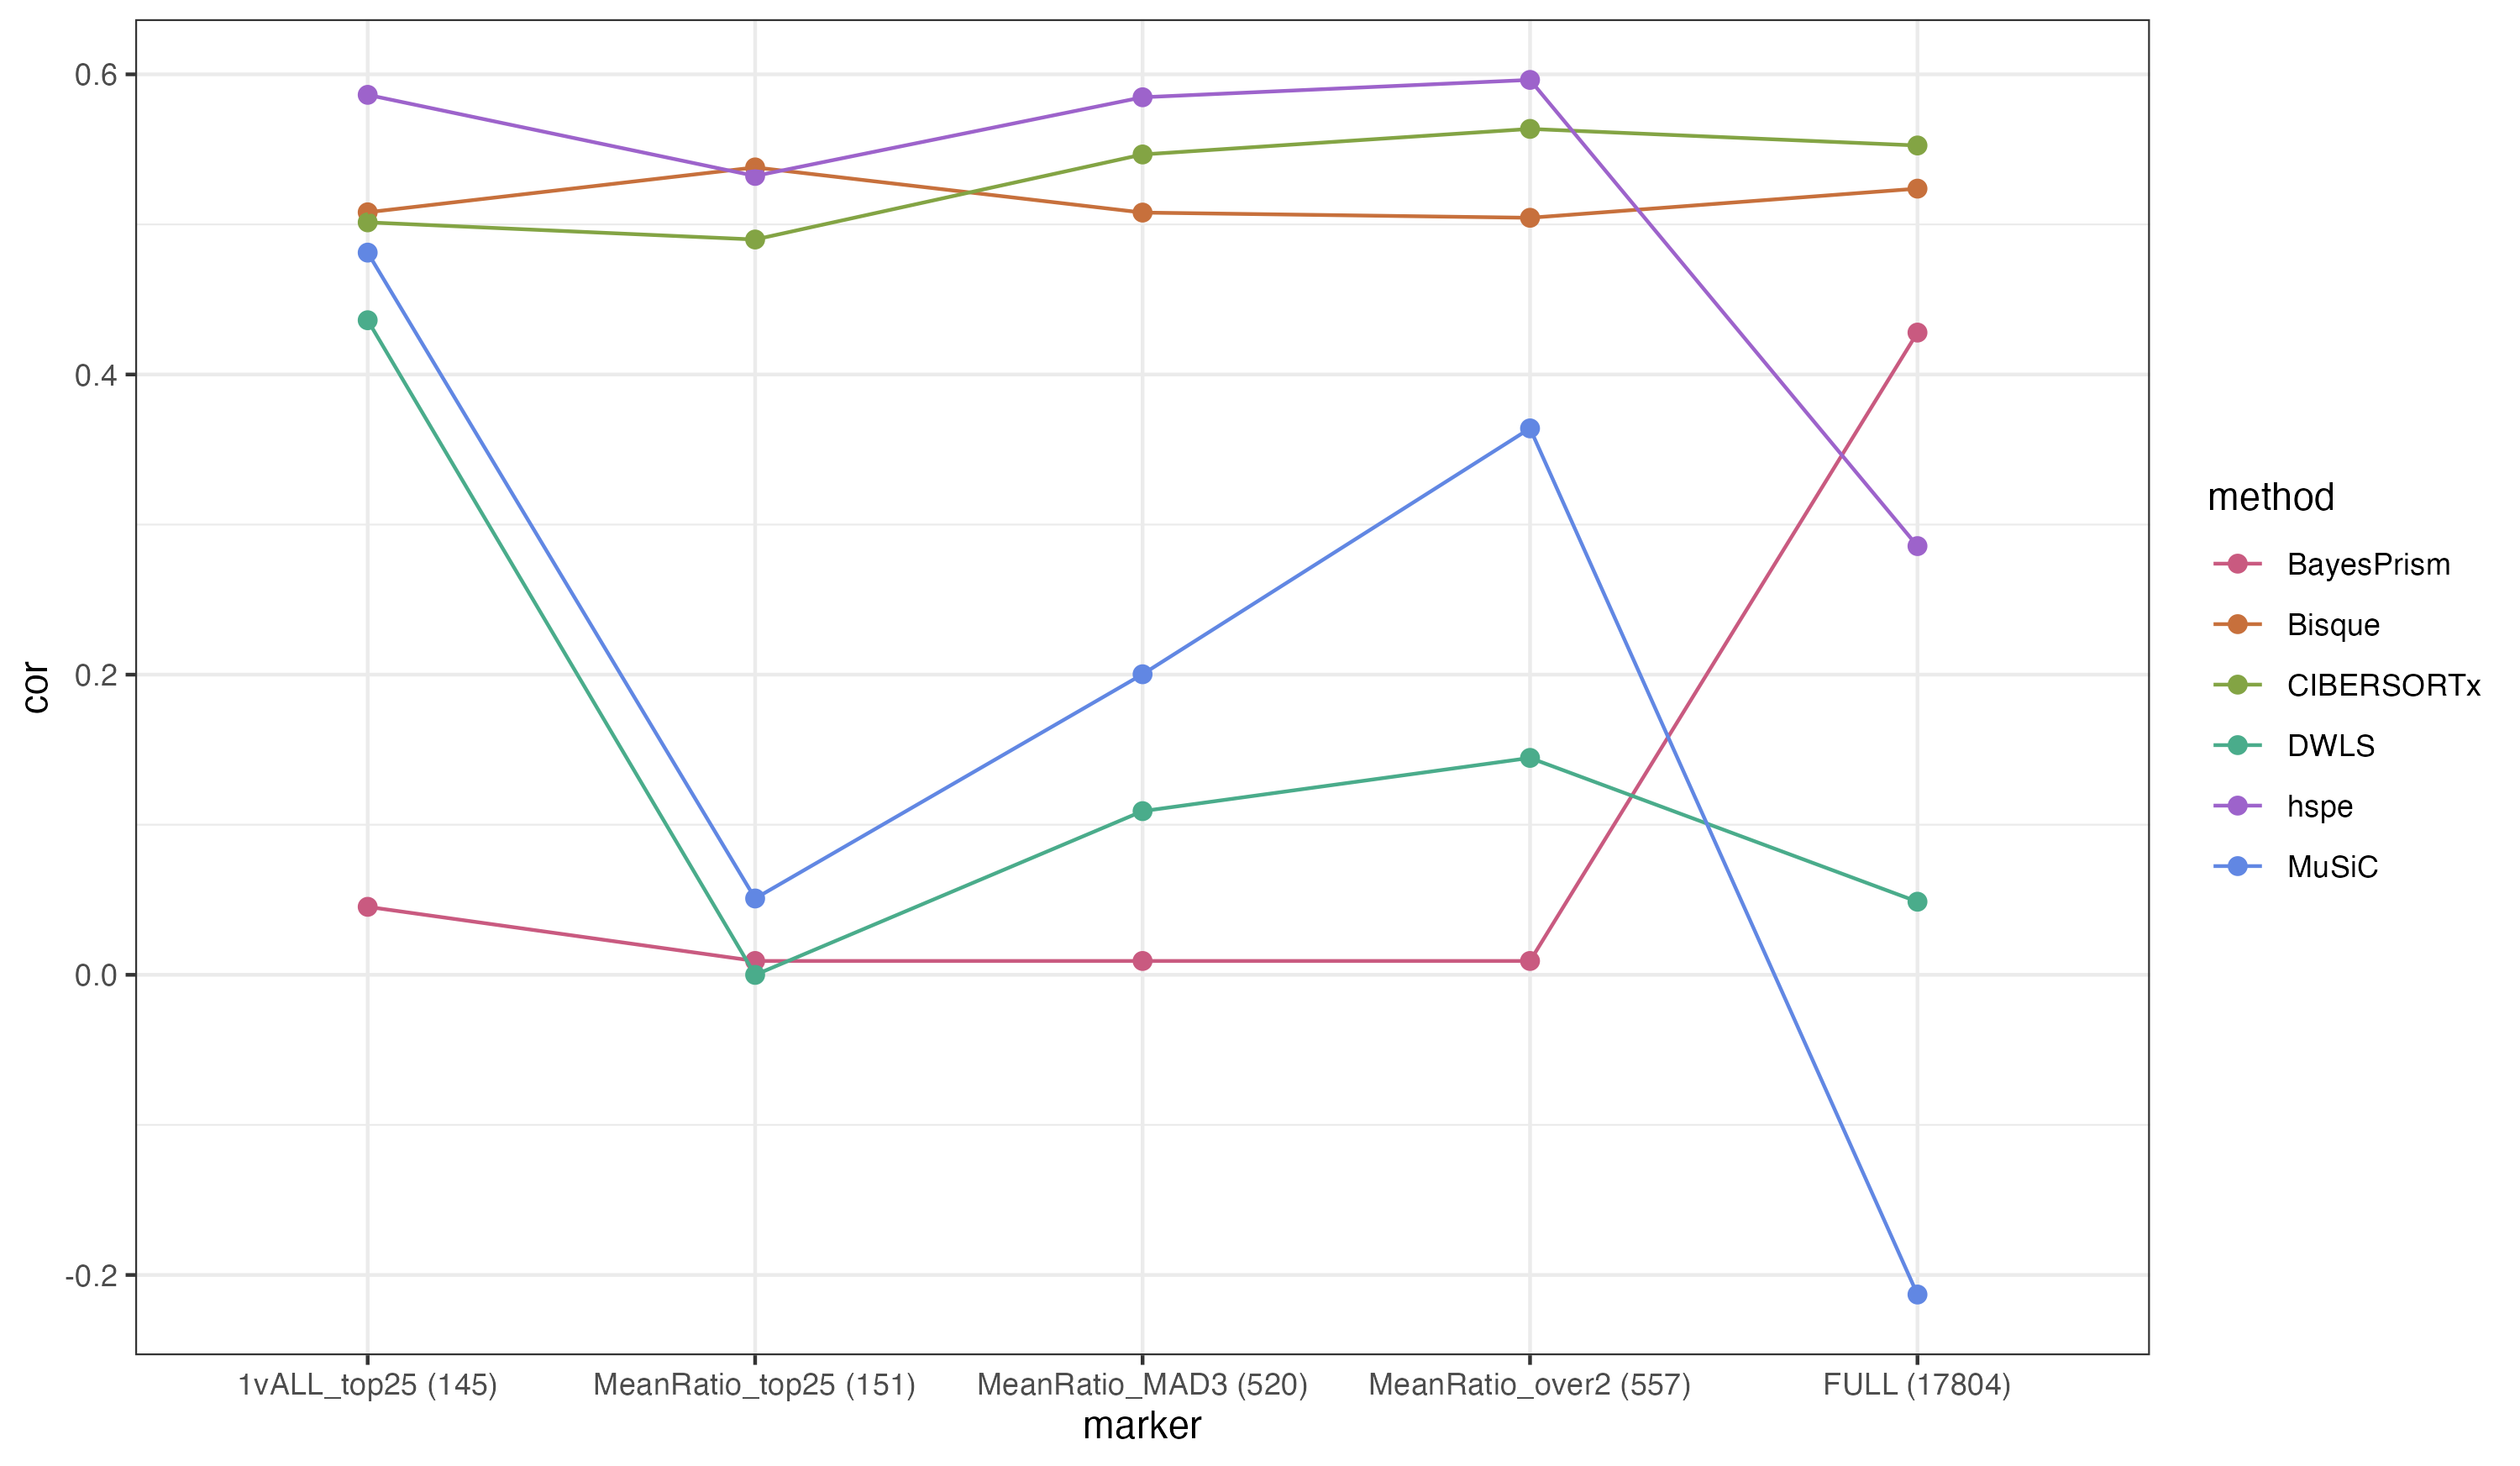 0.6
0.4
0.2
0.0
-0.2
cor
1vALL_top25 (145)
MeanRatio_top25 (151)
MeanRatio_MAD3 (520)
MeanRatio_over2 (557)
FULL (17804)
marker
method
BayesPrism
Bisque
CIBERSORTx
DWLS
hspe
MuSiC